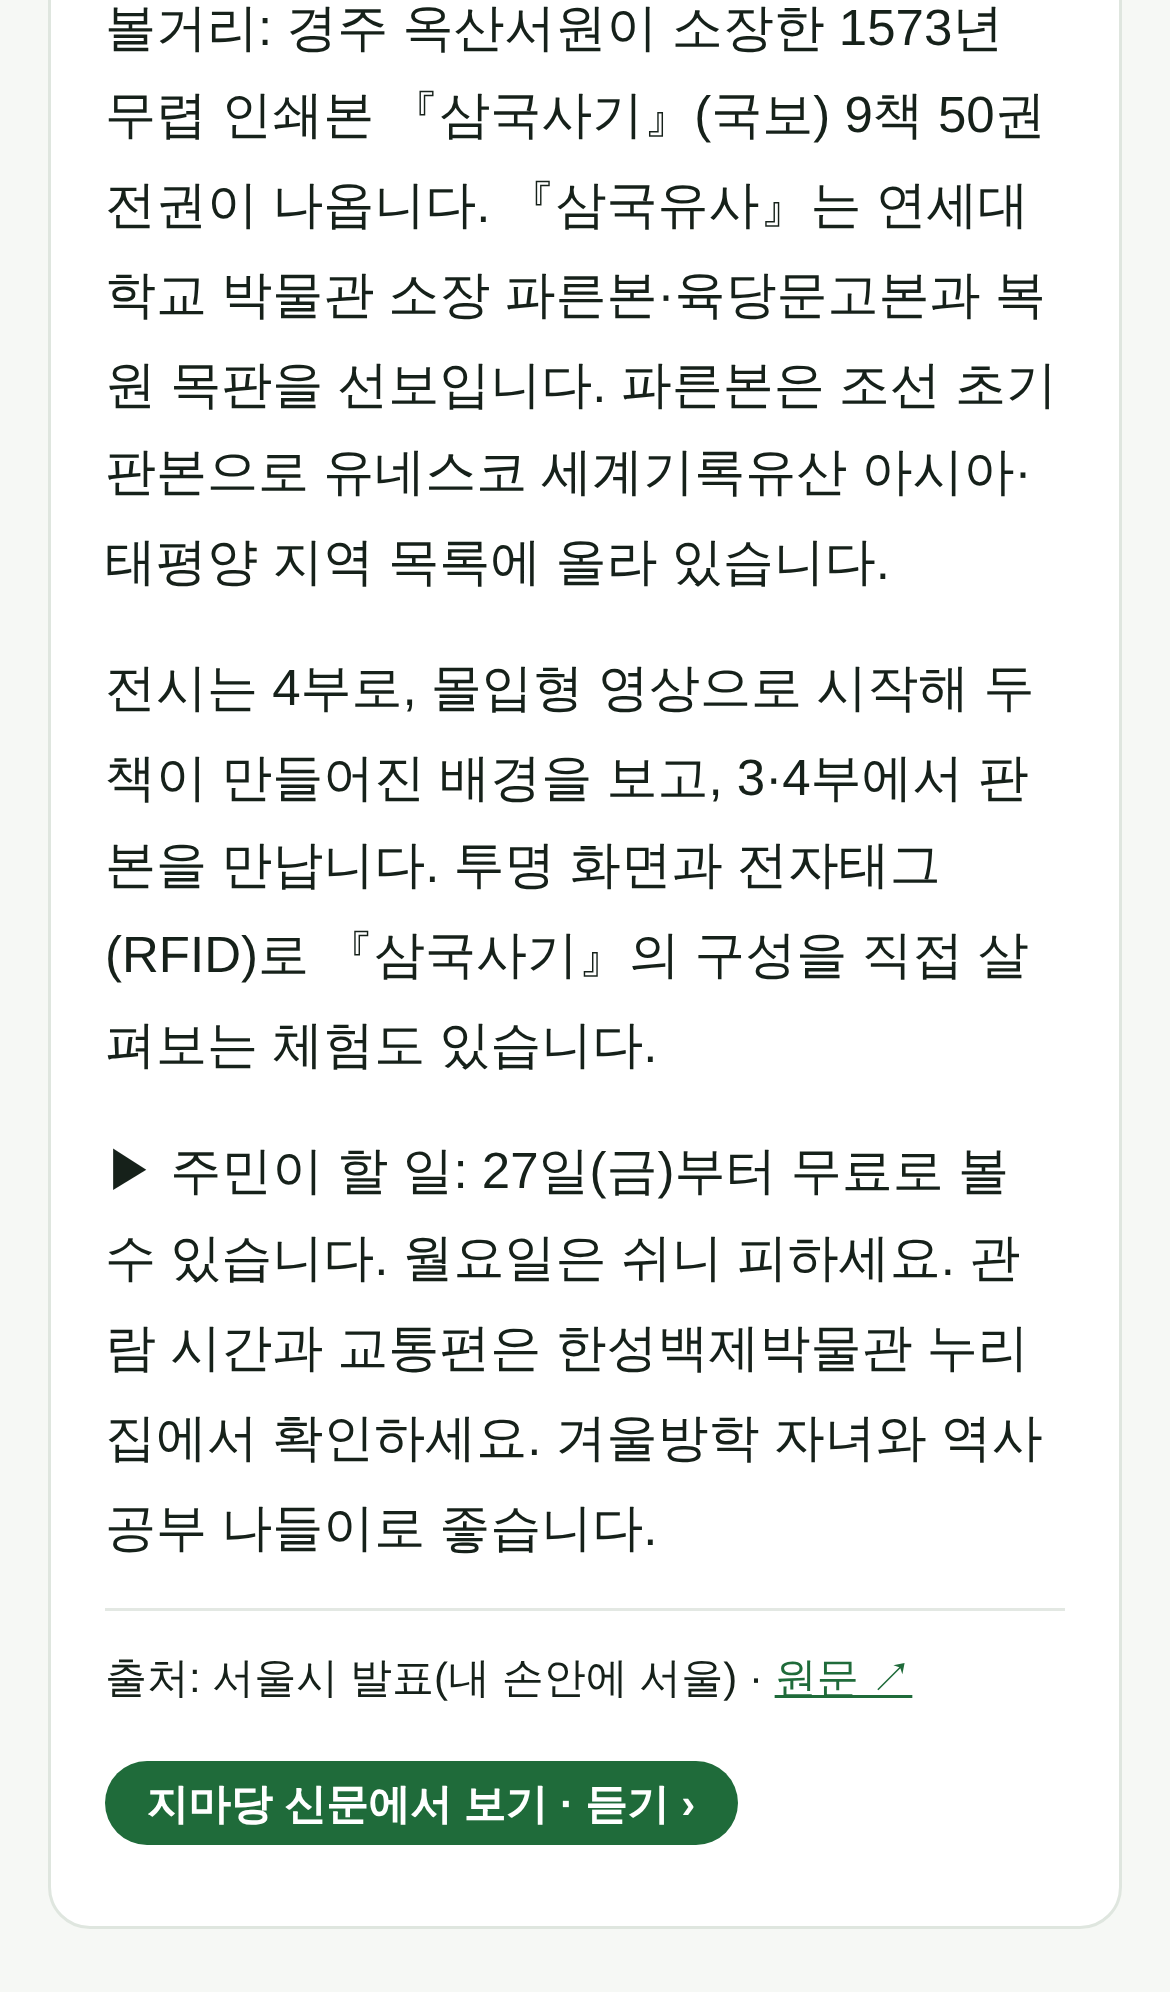 볼거리: 경주 옥산서원이 소장한 1573년
무렵 인쇄본 『삼국사기』(국보) 9책 50권
전권이 나옵니다. 『삼국유사』는 연세대
학교 박물관 소장 파른본·육당문고본과 복
원 목판을 선보입니다. 파른본은 조선 초기
판본으로 유네스코 세계기록유산 아시아·
태평양 지역 목록에 올라 있습니다.
전시는 4부로, 몰입형 영상으로 시작해 두
책이 만들어진 배경을 보고, 3·4부에서 판
본을 만납니다. 투명 화면과 전자태그
(RFID)로 『삼국사기』의 구성을 직접 살
펴보는 체험도 있습니다.
▶ 주민이 할 일: 27일(금)부터 무료로 볼
수 있습니다. 월요일은 쉬니 피하세요. 관
람 시간과 교통편은 한성백제박물관 누리
집에서 확인하세요. 겨울방학 자녀와 역사
공부 나들이로 좋습니다.
출처: 서울시 발표(내 손안에 서울) · 원문 ↗
지마당 신문에서 보기 · 듣기 ›